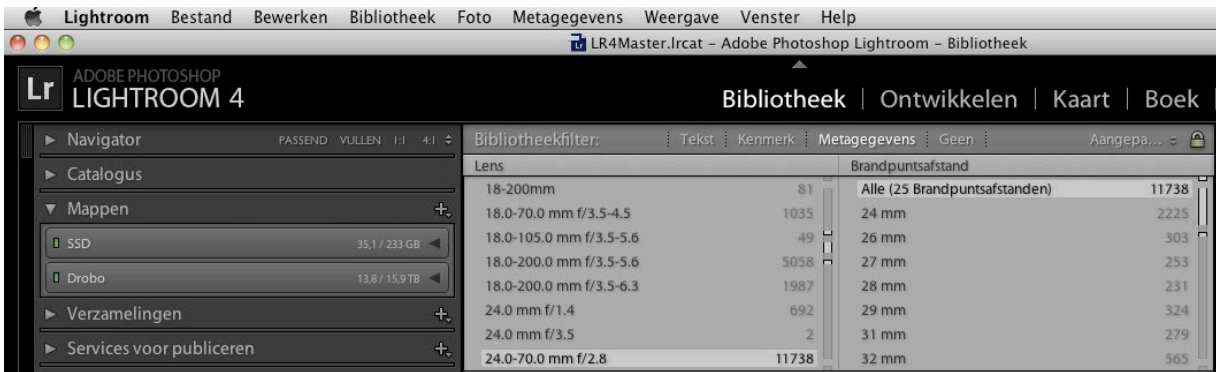 Lightroom Bestand Bewerken Bibliotheek Foto Metagegevens Weergave Venster Help
LR4Master.lrcat – Adobe Photoshop Lightroom – Bibliotheek
Lr ADOBE PHOTOSHOP
LIGHTROOM 4
Bibliotheek | Ontwikkelen | Kaart | Boek |
Navigator PASSEND VULLEN 1:1 4:1
Catalogus
Mappen
SSD 35,1 / 233 GB
Drobo 13,8 / 15,9 TB
Verzamelingen
Services voor publiceren
Bibliotheekfilter: Tekst Kenmerk Metagegevens Geen Aangepa...
Lens
18-200mm 81
18.0-70.0 mm f/3.5-4.5 1035
18.0-105.0 mm f/3.5-5.6 49
18.0-200.0 mm f/3.5-5.6 5058
18.0-200.0 mm f/3.5-6.3 1987
24.0 mm f/1.4 692
24.0 mm f/3.5 2
24.0-70.0 mm f/2.8 11738
Brandpuntsafstand
Alle (25 Brandpuntsafstanden) 11738
24 mm 2225
26 mm 303
27 mm 253
28 mm 231
29 mm 324
31 mm 279
32 mm 565